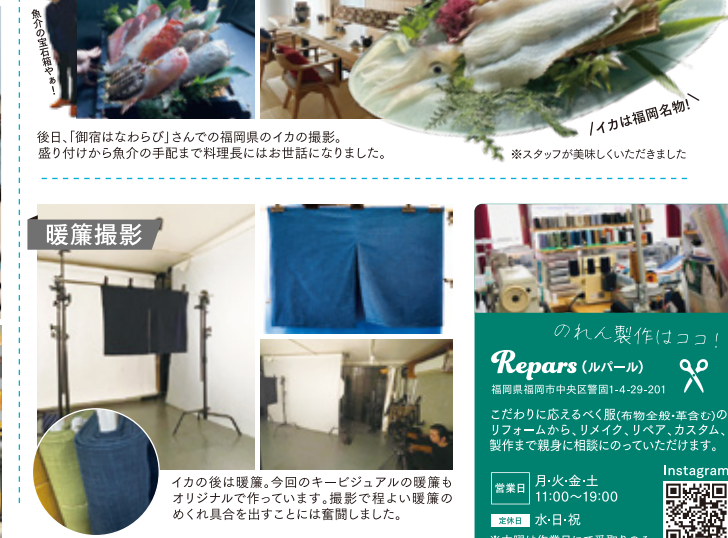 魚介の宝石箱やぁ！
イカは福岡名物！
後日、「御宿はなわらび」さんでの福岡県のイカの撮影。
盛り付けから魚介の手配まで料理長にはお世話になりました。
※スタッフが美味しくいただきました
暖簾撮影
イカの後は暖簾。今回のキービジュアルの暖簾も
オリジナルで作っています。撮影で程よい暖簾の
めくれ具合を出すことには奮闘しました。
のれん製作はココ！
Repars（ルパール）
福岡県福岡市中央区警固1-4-29-201
こだわりに応えるべく服(布物全般・革含む)の
リフォームから、リメイク、リペア、カスタム、
製作まで親身に相談にのっていただけます。
Instagram
営業日 月・火・金・土
11:00〜19:00
定休日 水・日・祝